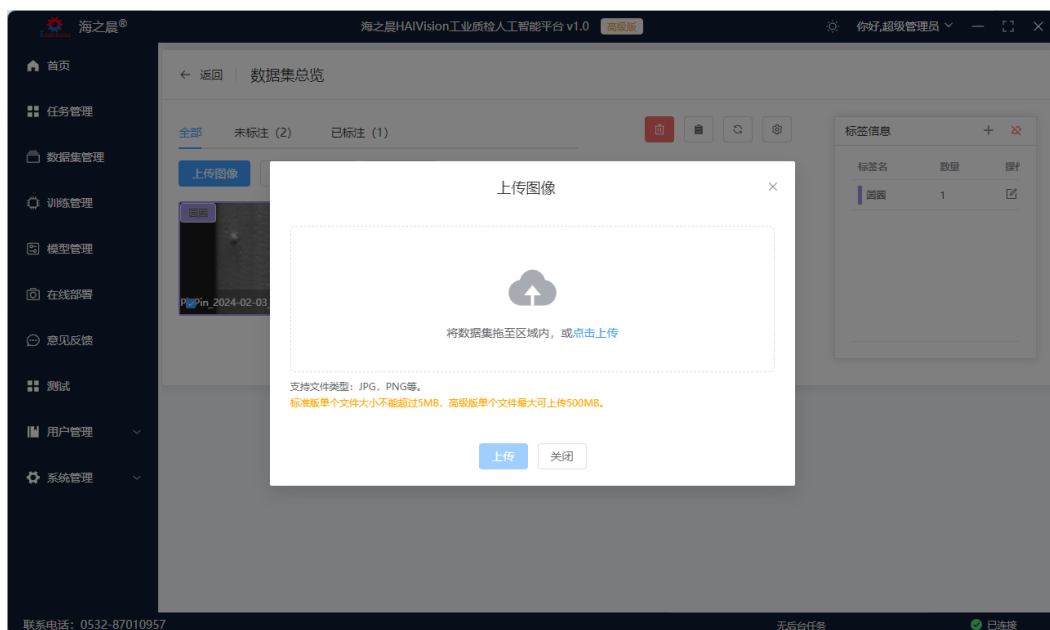 海之晨®
海之晨HAIVision工业质检人工智能平台 v1.0 高级版
你好,超级管理员
首页
任务管理
数据集管理
训练管理
模型管理
在线部署
意见反馈
测试
用户管理
系统管理
返回 数据集总览
全部 未标注（2） 已标注（1）
上传图像
圆圆
Pin_2024-02-03_
标签信息
标签名 数量
圆圆 1
上传图像
将数据集拖至区域内，或点击上传
支持文件类型：JPG、PNG等。
标准版单个文件大小不能超过5MB，高级版单个文件最大可上传500MB。
上传 关闭
联系电话：0532-87010957
无后台任务
已连接